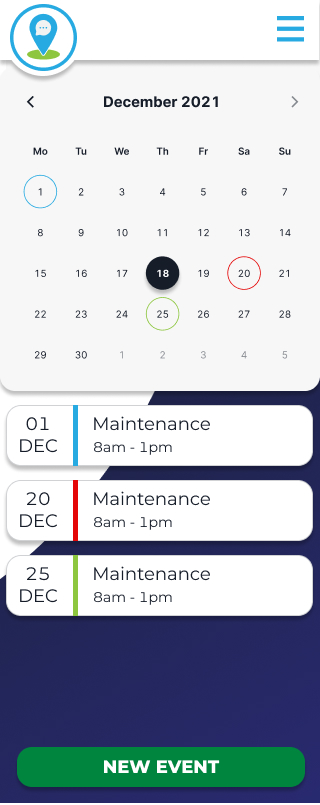 December 2021
Mo Tu We Th Fr Sa Su
1 2 3 4 5 6 7
8 9 10 11 12 13 14
15 16 17 18 19 20 21
22 23 24 25 26 27 28
29 30 1 2 3 4 5
01 DEC
Maintenance
8am - 1pm
20 DEC
Maintenance
8am - 1pm
25 DEC
Maintenance
8am - 1pm
NEW EVENT